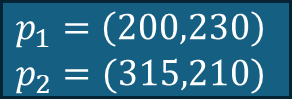 p₁ = (200,230)
p₂ = (315,210)